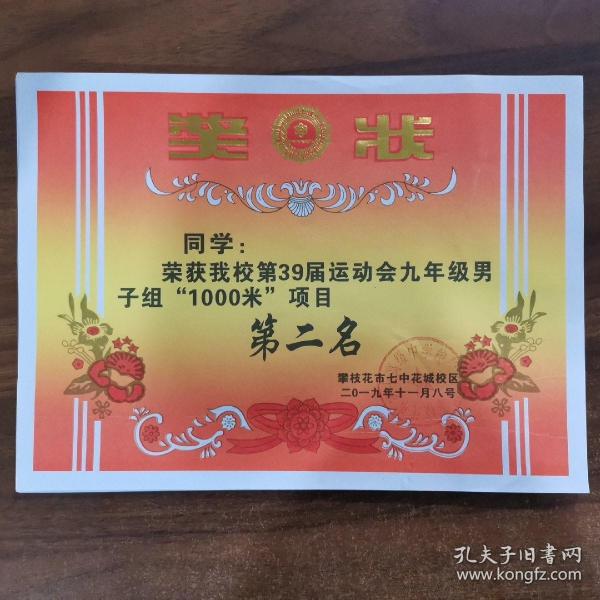 奖 状
同学：
荣获我校第39届运动会九年级男
子组“1000米”项目
第二名
攀枝花市七中花城校区
二0一九年十一月八号
孔夫子旧书网
www.kongfz.com